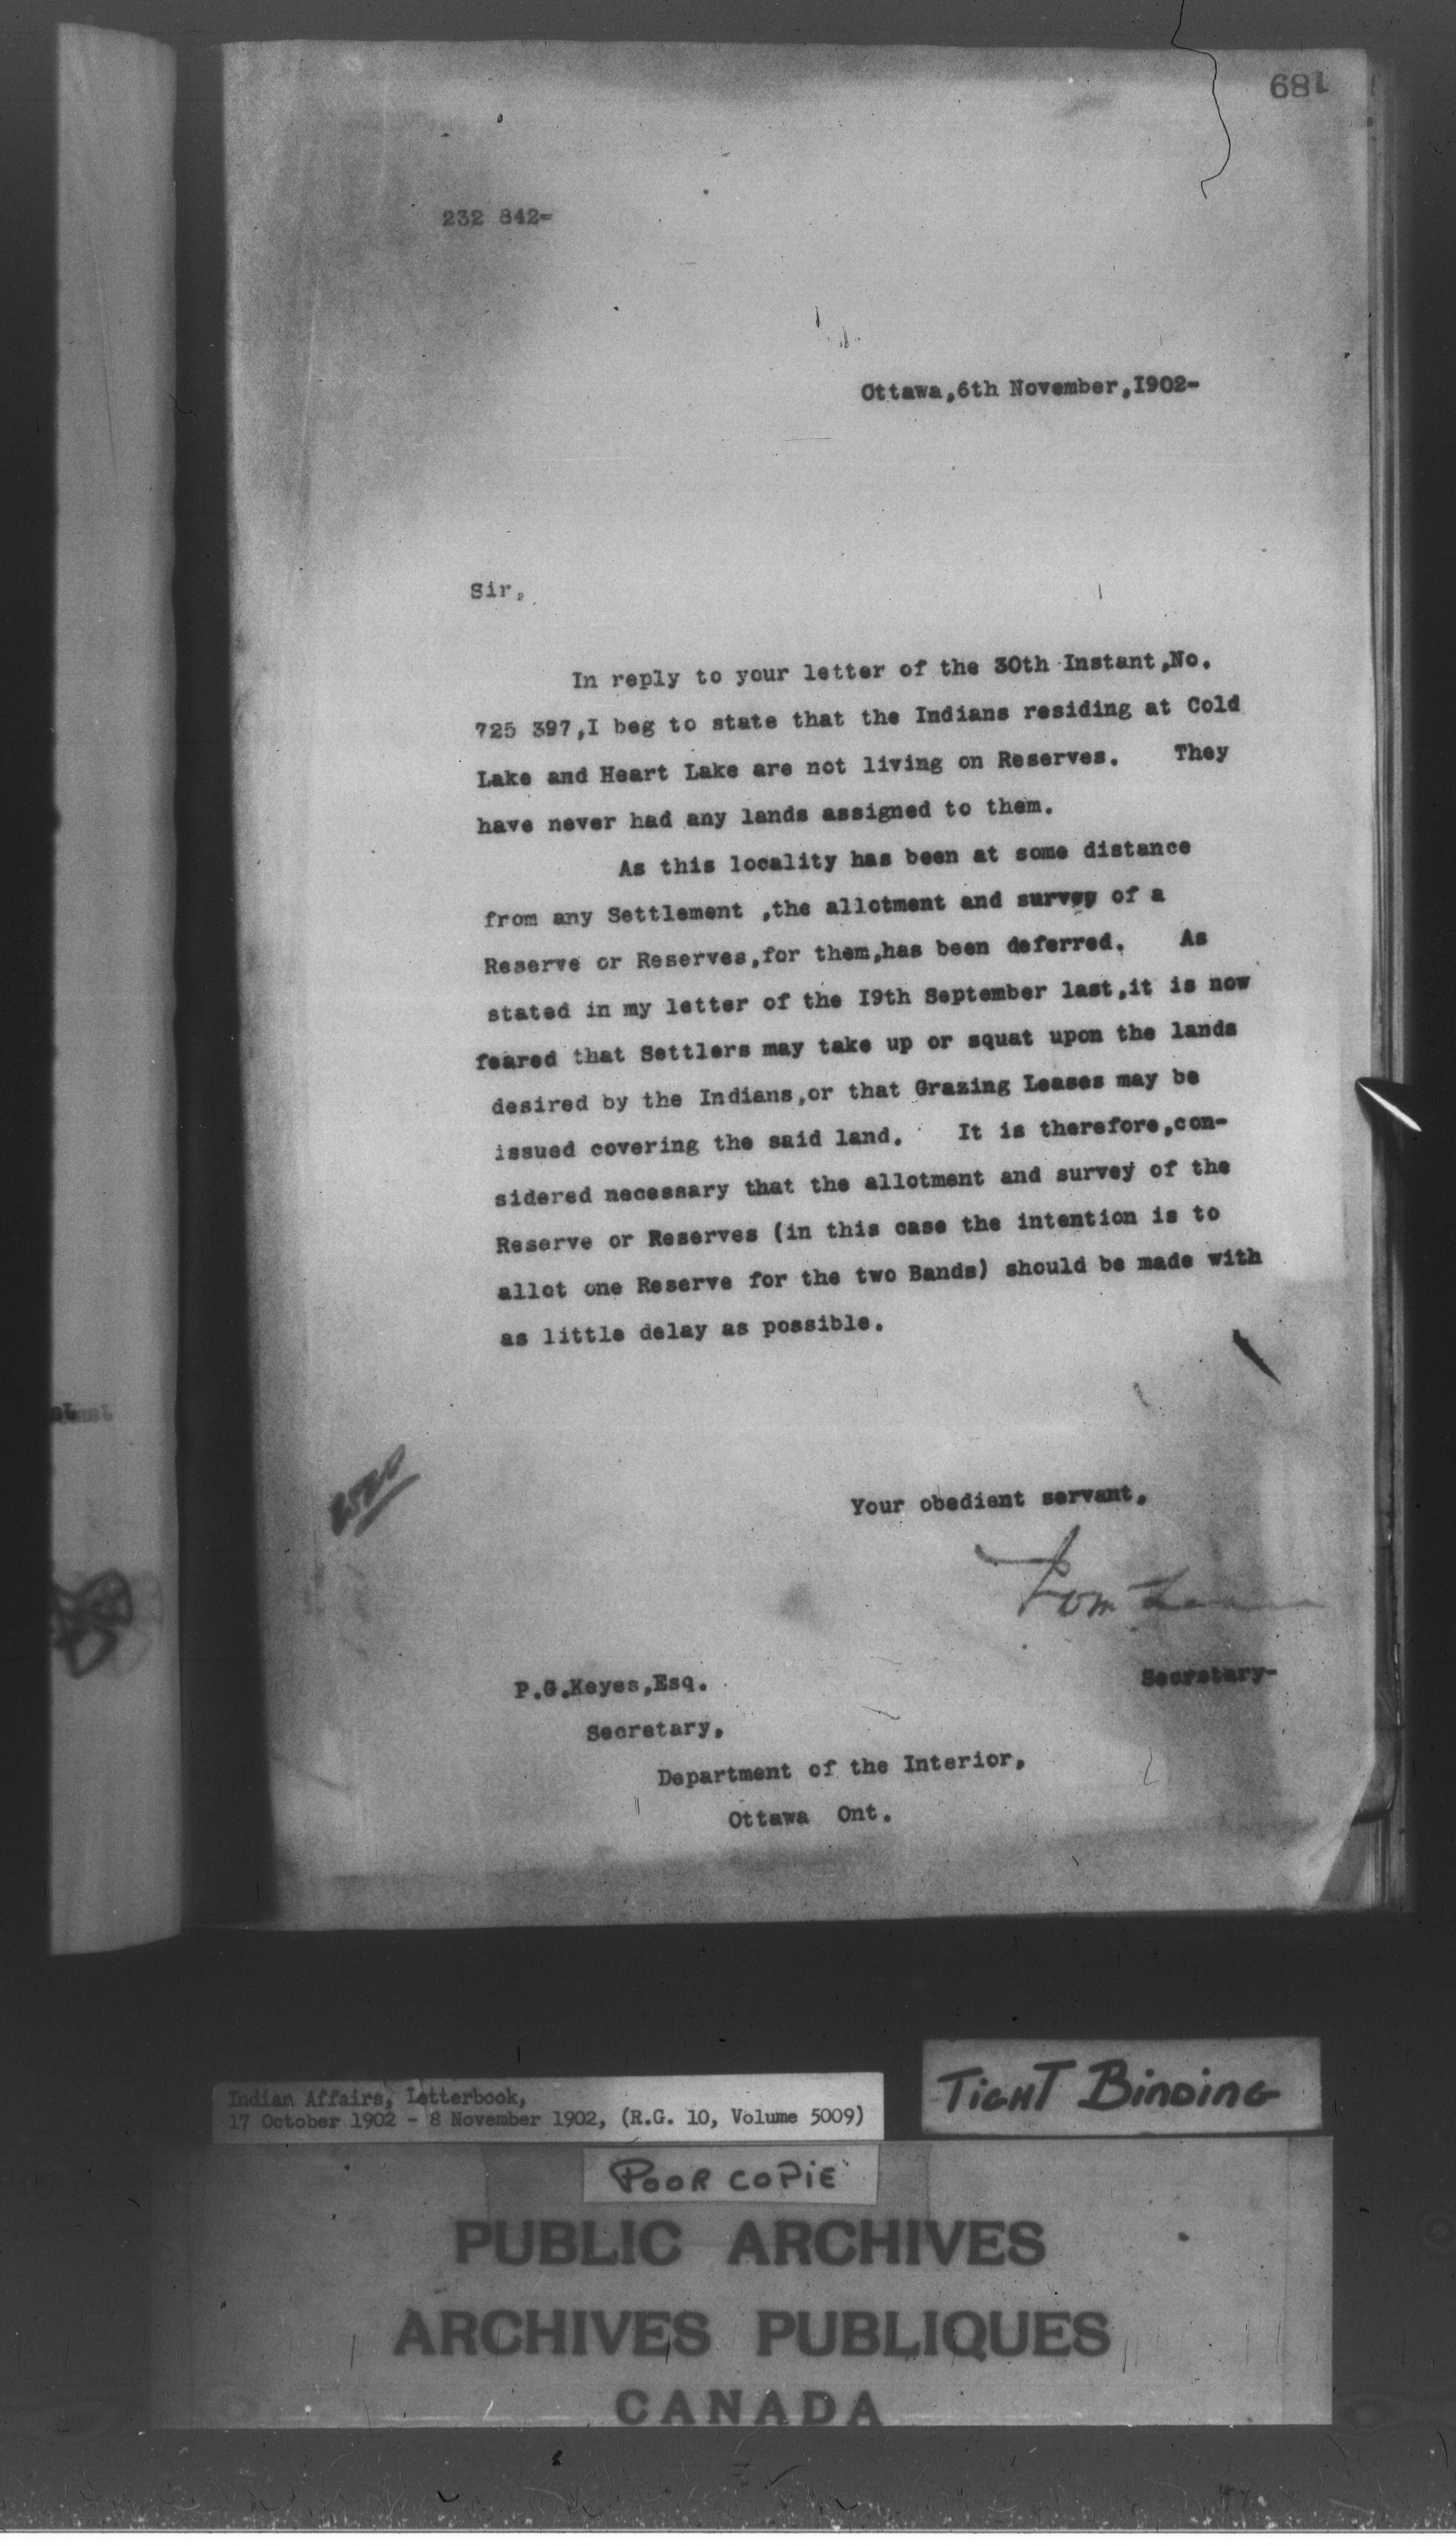 681
232 842-
Ottawa,6th November,I902-
Sir,
In reply to your letter of the 30th Instant,No.
725 397,I beg to state that the Indians residing at Cold
Lake and Heart Lake are not living on Reserves. They
have never had any lands assigned to them.
As this locality has been at some distance
from any Settlement ,the allotment and survey of a
Reserve or Reserves,for them,has been deferred. As
stated in my letter of the I9th September last,it is now
feared that Settlers may take up or squat upon the lands
desired by the Indians,or that Grazing Leases may be
issued covering the said land. It is therefore,con-
sidered necessary that the allotment and survey of the
Reserve or Reserves (in this case the intention is to
allot one Reserve for the two Bands) should be made with
as little delay as possible.
Your obedient servant,
Secretary-
P.G.Keyes,Esq.
Secretary,
Department of the Interior,
Ottawa Ont.
Indian Affairs, Letterbook,
17 October 1902 - 8 November 1902, (R.G. 10, Volume 5009)
TIGHT BINDING
POOR COPIE
PUBLIC ARCHIVES
ARCHIVES PUBLIQUES
CANADA